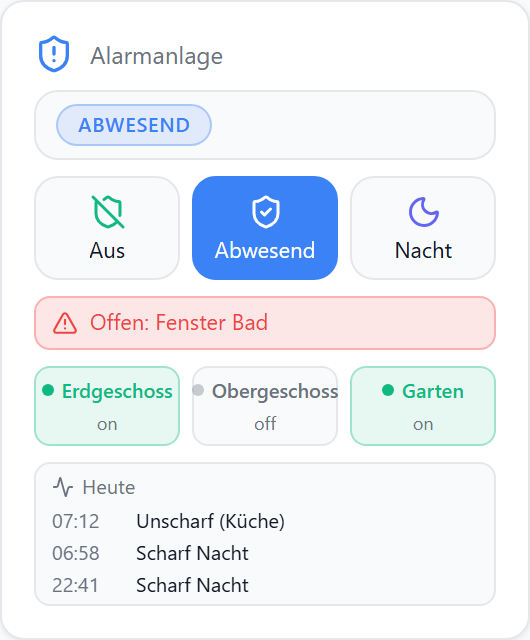 Alarmanlage
ABWESEND
Aus
Abwesend
Nacht
Offen: Fenster Bad
Erdgeschoss
on
Obergeschoss
off
Garten
on
Heute
07:12 Unscharf (Küche)
06:58 Scharf Nacht
22:41 Scharf Nacht